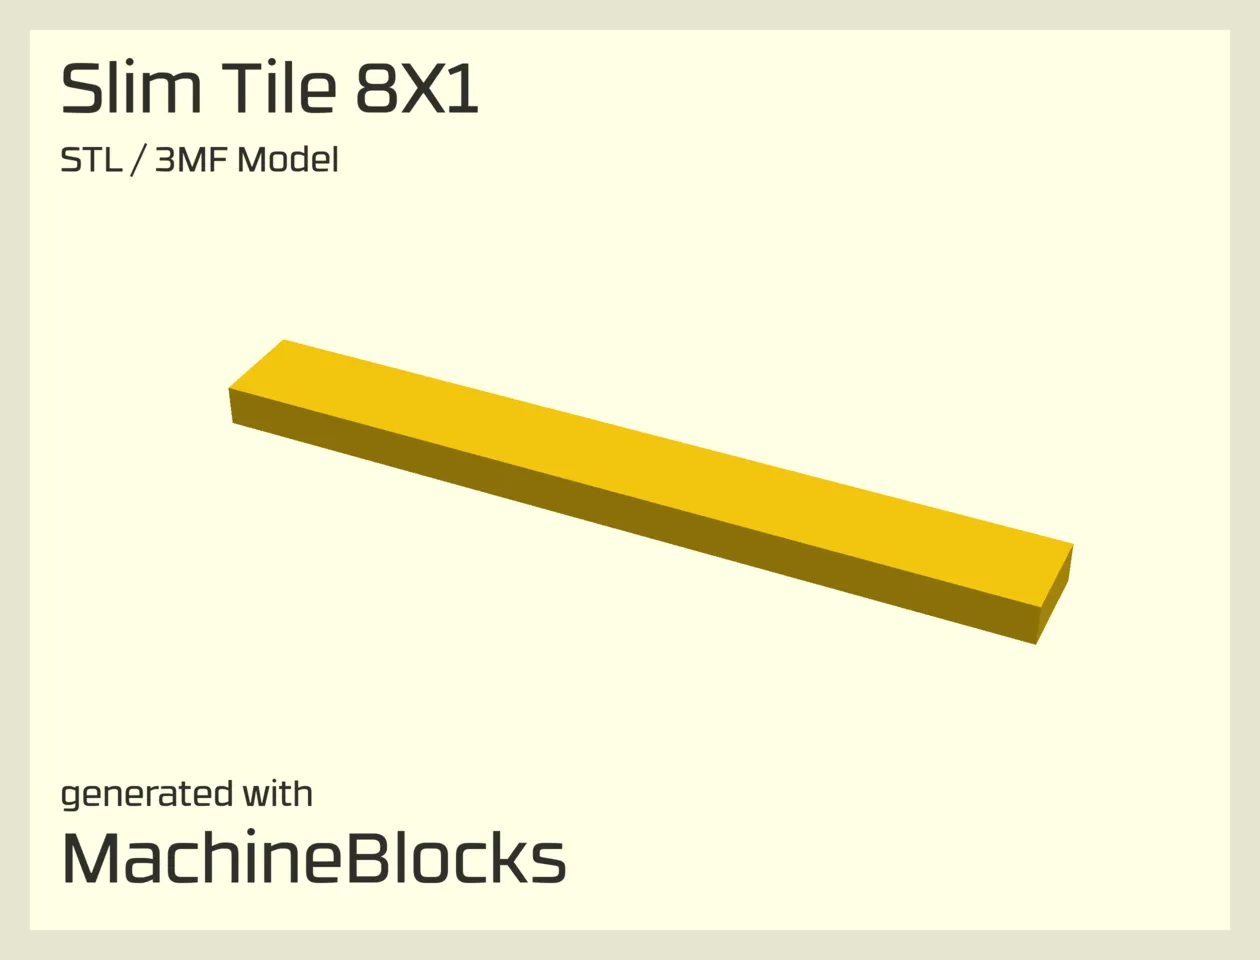 Slim Tile 8X1
STL / 3MF Model
generated with
MachineBlocks